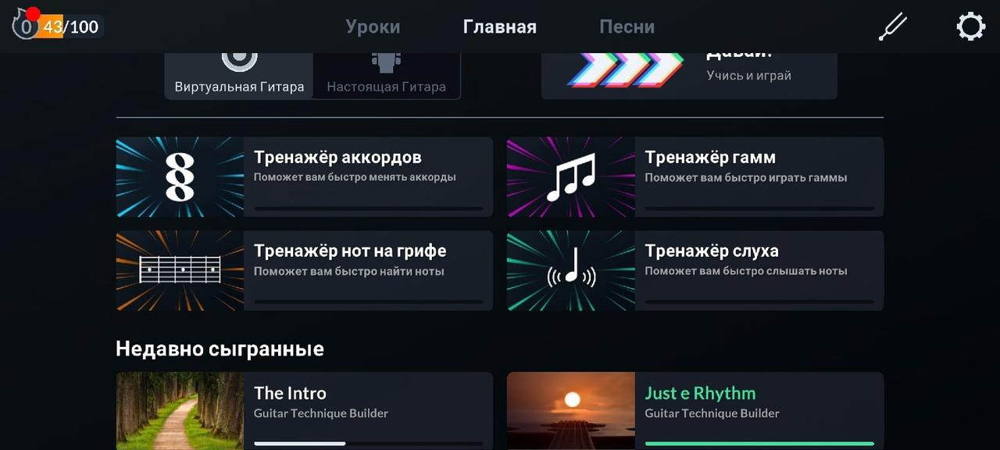 0 43/100
Уроки
Главная
Песни
Виртуальная Гитара
Настоящая Гитара
Давай!
Учись и играй
Тренажёр аккордов
Поможет вам быстро менять аккорды
Тренажёр гамм
Поможет вам быстро играть гаммы
Тренажёр нот на грифе
Поможет вам быстро найти ноты
Тренажёр слуха
Поможет вам быстро слышать ноты
Недавно сыгранные
The Intro
Guitar Technique Builder
Just e Rhythm
Guitar Technique Builder